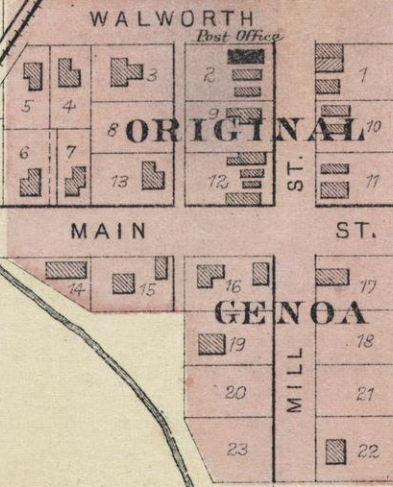 WALWORTH
Post Office
5 4 3 2 1
8 9 10
ORIGINAL
6 7 13 12 11
ST.
MAIN ST.
14 15 16 17
GENOA
19 18
MILL
20 21
23 22